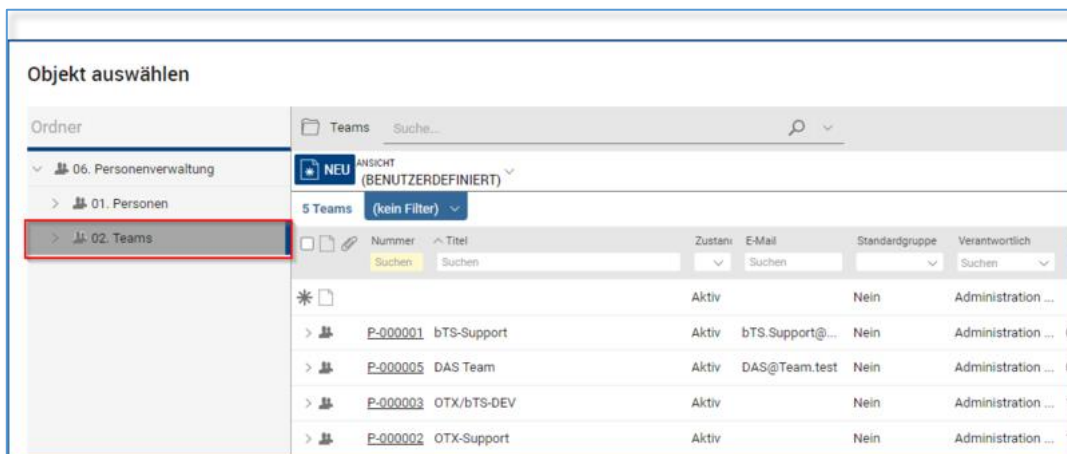 Objekt auswählen
Ordner
Teams Suche...
06. Personenverwaltung
NEU ANSICHT
(BENUTZERDEFINIERT)
01. Personen
5 Teams (kein Filter)
02. Teams
Nummer Titel Zustan E-Mail Standardgruppe Verantwortlich
Suchen Suchen Suchen Suchen
Aktiv Nein Administration ...
P-000001 bTS-Support Aktiv bTS.Support@... Nein Administration ...
P-000005 DAS Team Aktiv DAS@Team.test Nein Administration ...
P-000003 OTX/bTS-DEV Aktiv Nein Administration ...
P-000002 OTX-Support Aktiv Nein Administration ...